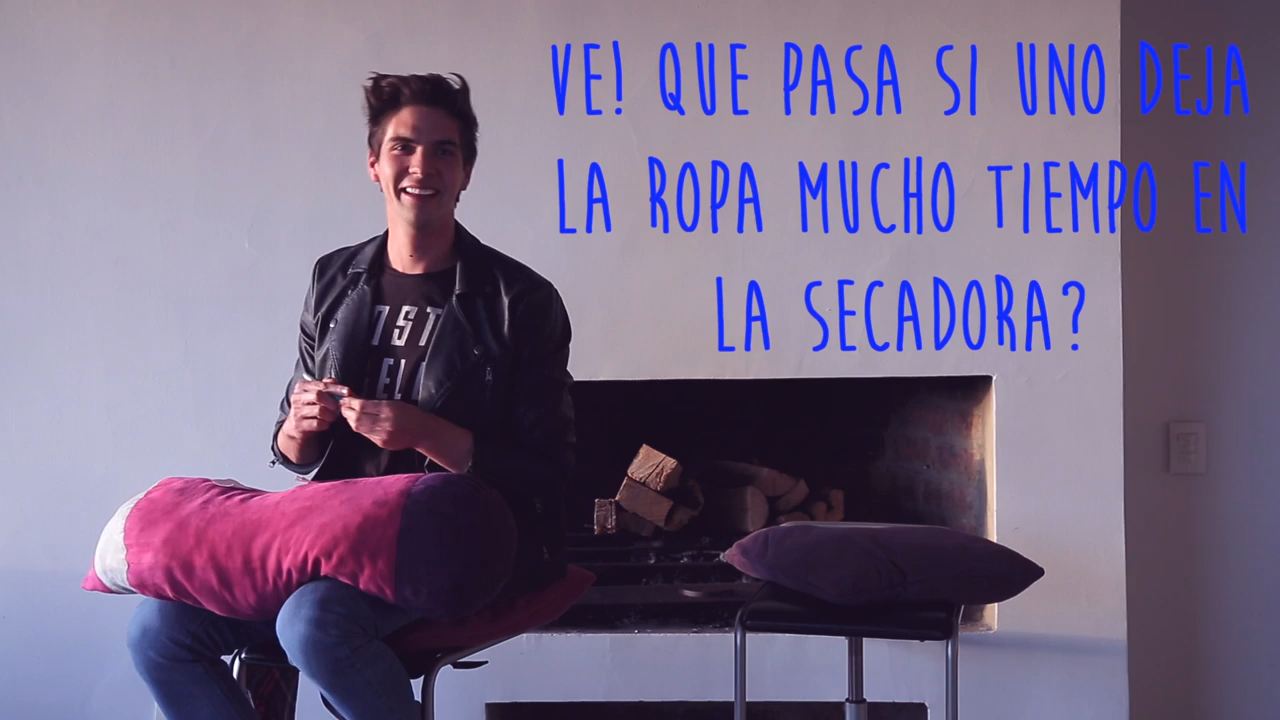 VE! QUE PASA SI UNO DEJA
LA ROPA MUCHO TIEMPO EN
LA SECADORA?